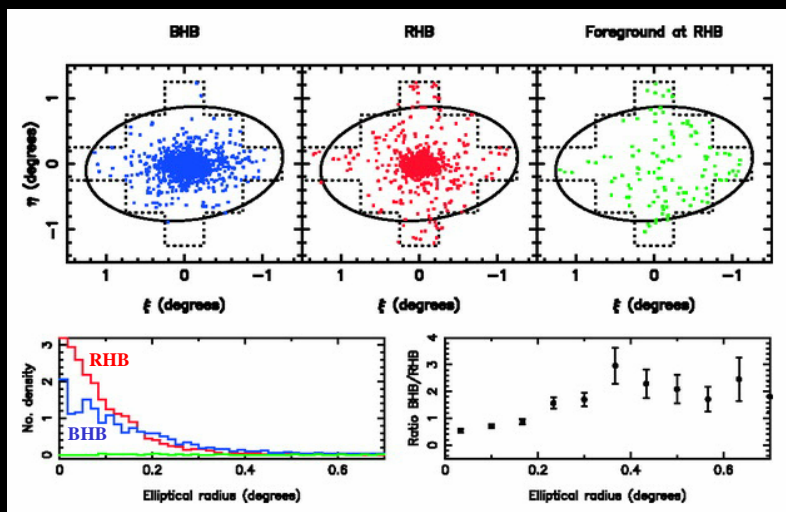 BHB RHB Foreground at RHB
η (degrees)
1
0
−1
1 0 −1 1 0 −1 1 0 −1
ξ (degrees) ξ (degrees) ξ (degrees)
No. density
3
2
1
0
RHB
BHB
0 0.2 0.4 0.6
Elliptical radius (degrees)
Ratio BHB/RHB
4
3
2
1
0
0 0.2 0.4 0.6
Elliptical radius (degrees)